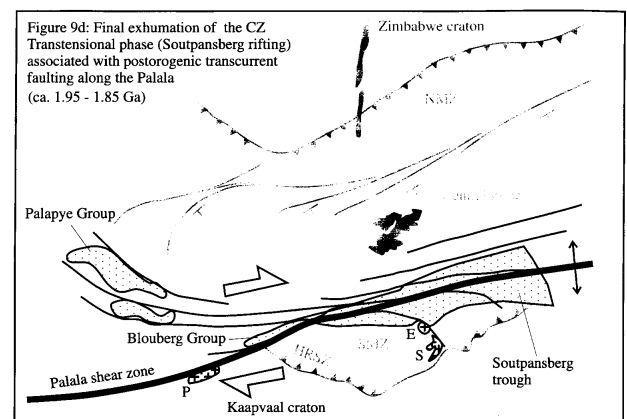 Figure 9d: Final exhumation of the CZ
Transtensional phase (Soutpansberg rifting)
associated with postorogenic transcurrent
faulting along the Palala
(ca. 1.95 - 1.85 Ga)
Zimbabwe craton
NMZ
Palapye Group
Blouberg Group
E
HRSZ
SMZ
S
Soutpansberg
trough
Palala shear zone
P
Kaapvaal craton